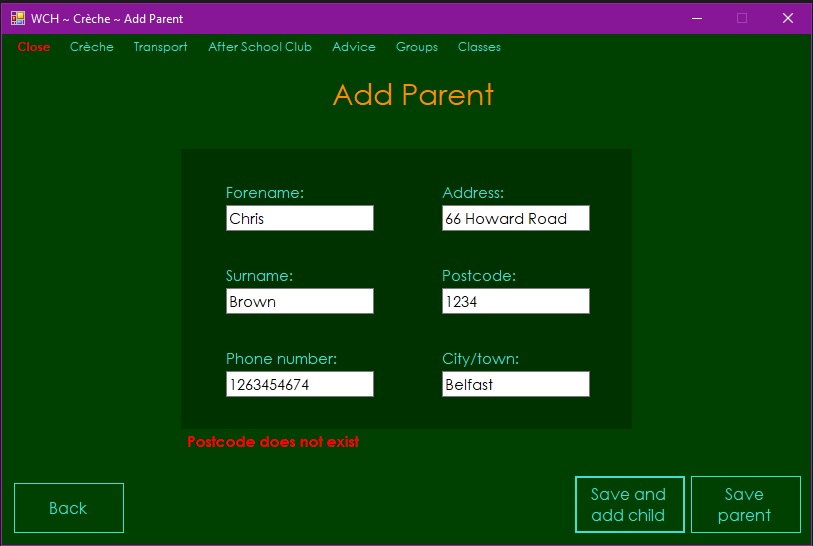 WCH ~ Crèche ~ Add Parent
Close Crèche Transport After School Club Advice Groups Classes
Add Parent
Forename: Address:
Chris 66 Howard Road
Surname: Postcode:
Brown 1234
Phone number: City/town:
1263454674 Belfast
Postcode does not exist
Back
Save and
add child
Save
parent